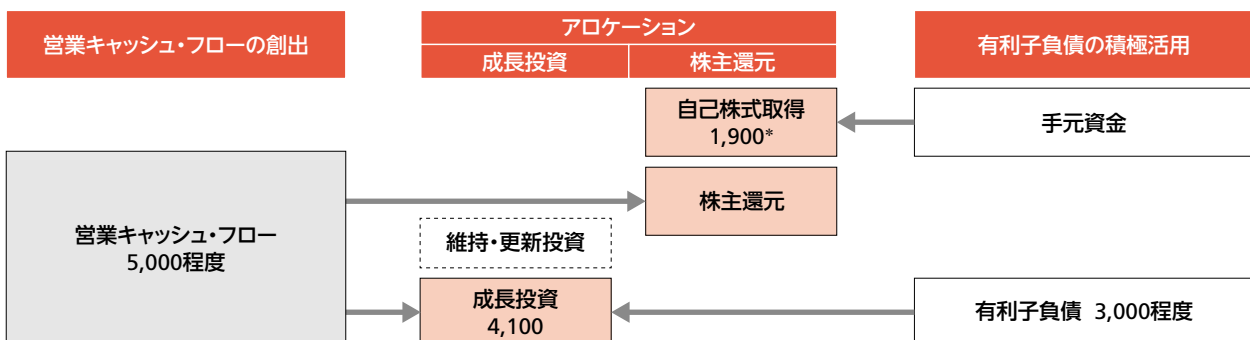 営業キャッシュ・フローの創出
アロケーション
成長投資
株主還元
有利子負債の積極活用
自己株式取得
1,900*
手元資金
営業キャッシュ・フロー
5,000程度
株主還元
維持・更新投資
成長投資
4,100
有利子負債 3,000程度